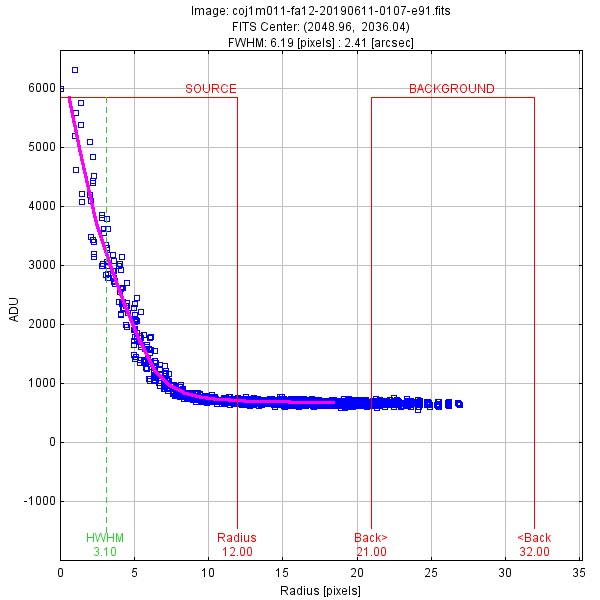 Image: coj1m011-fa12-20190611-0107-e91.fits
FITS Center: (2048.96, 2036.04)
FWHM: 6.19 [pixels] : 2.41 [arcsec]
SOURCE
BACKGROUND
6000
5000
4000
3000
2000
1000
0
-1000
ADU
HWHM
3.10
Radius
12.00
Back>
21.00
<Back
32.00
0 5 10 15 20 25 30 35
Radius [pixels]